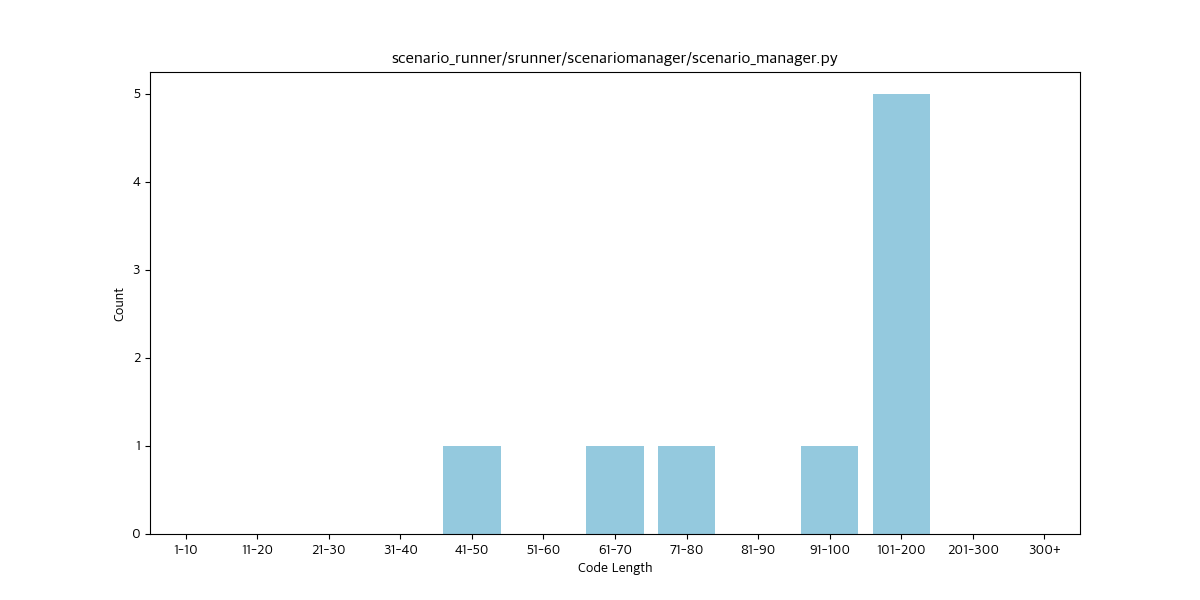 scenario_runner/srunner/scenariomanager/scenario_manager.py
5
4
3
2
1
0
Count
1-10 11-20 21-30 31-40 41-50 51-60 61-70 71-80 81-90 91-100 101-200 201-300 300+
Code Length